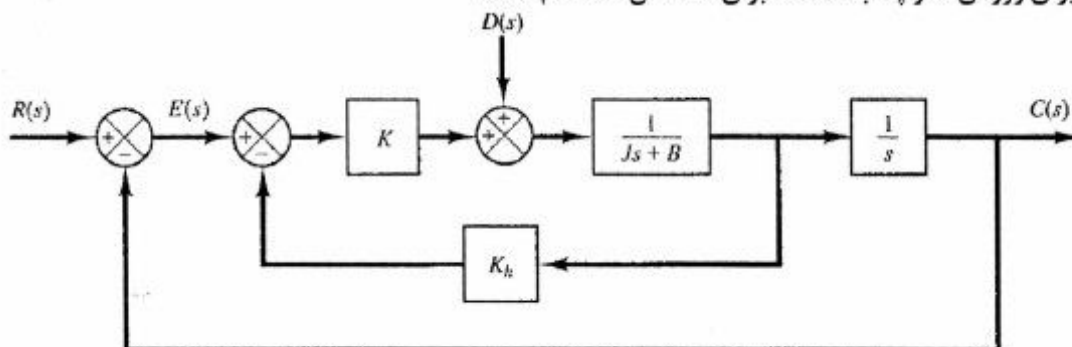 D(s)
R(s)
E(s)
K
1
Js + B
1
s
C(s)
K_h
+
−
+
−
+
+